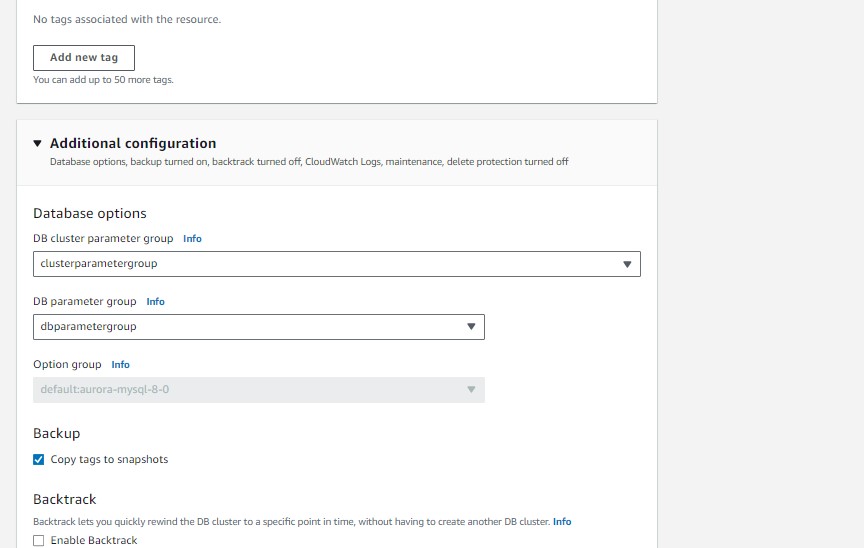 No tags associated with the resource.
Add new tag
You can add up to 50 more tags.
Additional configuration
Database options, backup turned on, backtrack turned off, CloudWatch Logs, maintenance, delete protection turned off
Database options
DB cluster parameter group Info
clusterparametergroup
DB parameter group Info
dbparametergroup
Option group Info
default:aurora-mysql-8-0
Backup
Copy tags to snapshots
Backtrack
Backtrack lets you quickly rewind the DB cluster to a specific point in time, without having to create another DB cluster. Info
Enable Backtrack